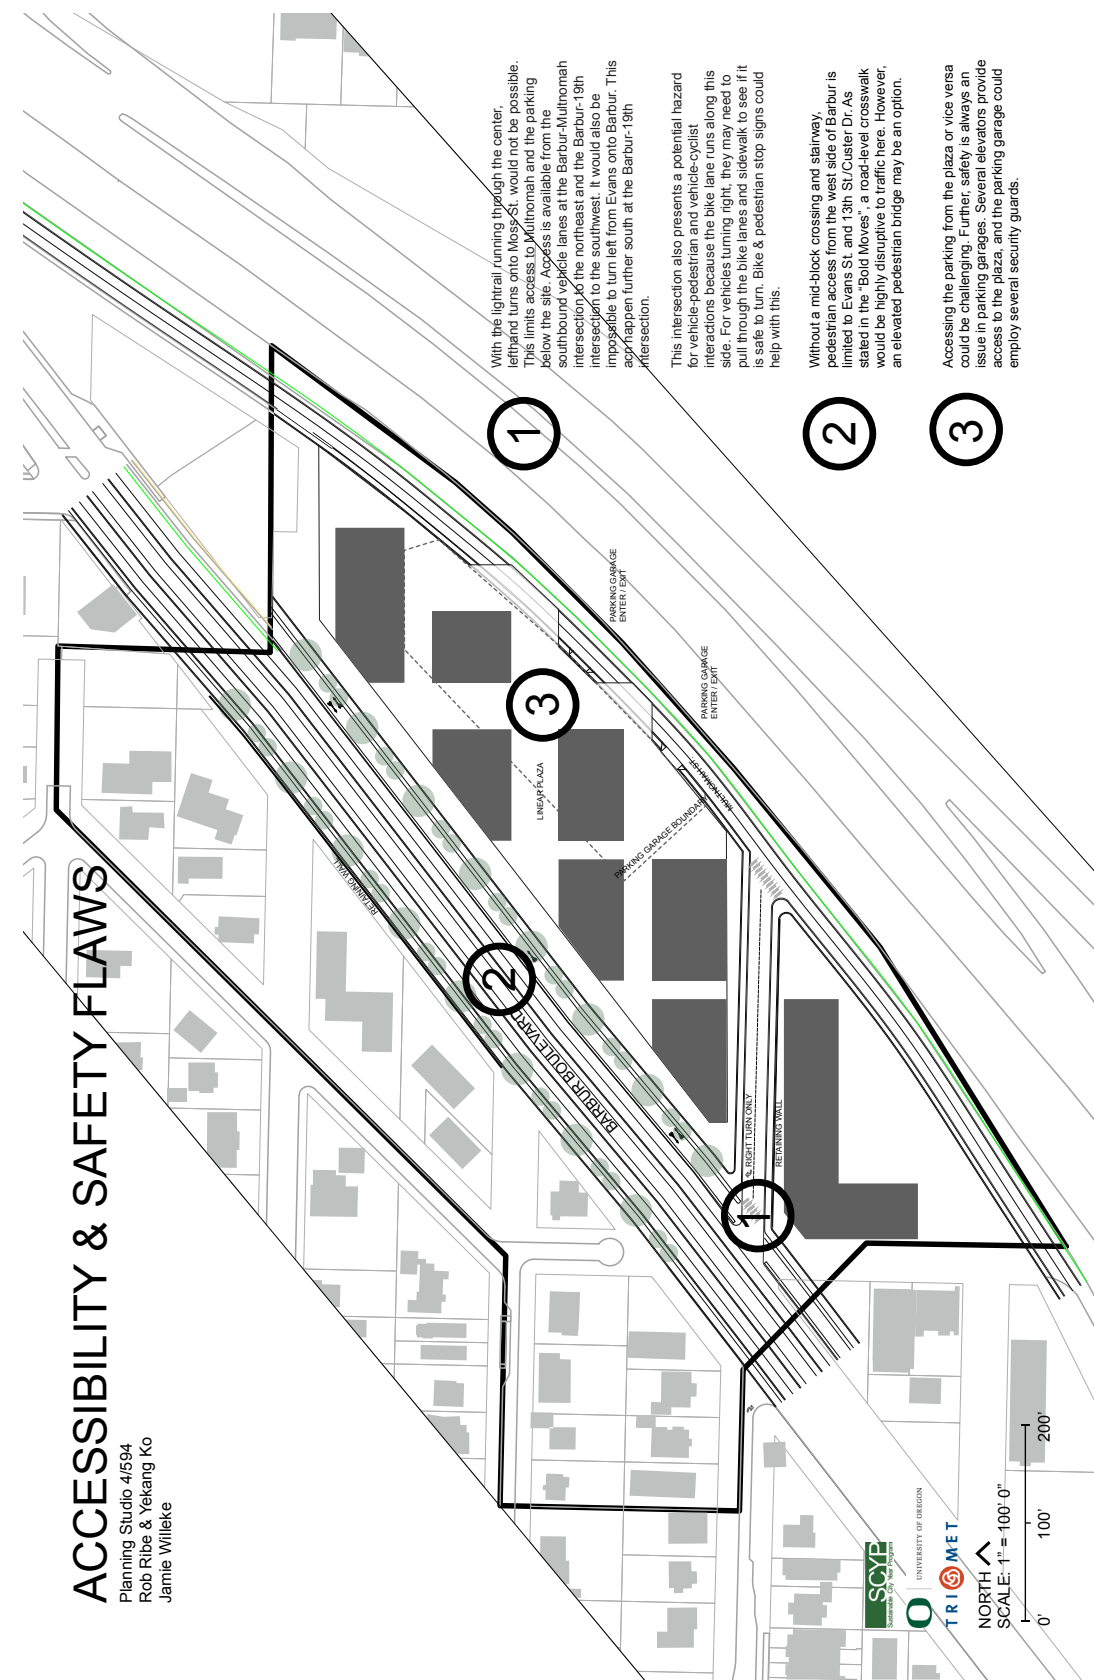 ACCESSIBILITY & SAFETY FLAWS
Planning Studio 4/594
Rob Ribe & Yekang Ko
Jamie Willeke
1
With the lightrail running through the center,
lefthand turns onto Moss St. would not be possible.
This limits access to Multnomah and the parking
below the site. Access is available from the
southbound vehicle lanes at the Barbur-Multnomah
intersection to the northeast and the Barbur-19th
intersection to the southwest. It would also be
impossible to turn left from Evans onto Barbur. This
happen further south at the Barbur-19th
intersection.
This intersection also presents a potential hazard
for vehicle-pedestrian and vehicle-cyclist
interactions because the bike lane runs along this
side. For vehicles turning right, they may need to
pull through the bike lanes and sidewalk to see if it
is safe to turn. Bike & pedestrian stop signs could
help with this.
2
Without a mid-block crossing and stairway,
pedestrian access from the west side of Barbur is
limited to Evans St. and 13th St./Custer Dr. As
stated in the "Bold Moves", a road-level crosswalk
would be highly disruptive to traffic here. However,
an elevated pedestrian bridge may be an option.
3
Accessing the parking from the plaza or vice versa
could be challenging. Further, safety is always an
issue in parking garages. Several elevators provide
access to the plaza, and the parking garage could
employ several security guards.
PARKING GARAGE
ENTER / EXIT
PARKING GARAGE
ENTER / EXIT
MULTNOMAH ST.
3
LINEAR PLAZA
PARKING GARAGE BOUNDARY
RETAINING WALL
2
BARBUR BOULEVARD
RIGHT TURN ONLY
RETAINING WALL
1
SCYP
Sustainable City Year Program
O
UNIVERSITY OF OREGON
TRI MET
NORTH
SCALE: 1" = 100' 0"
0'
100'
200'